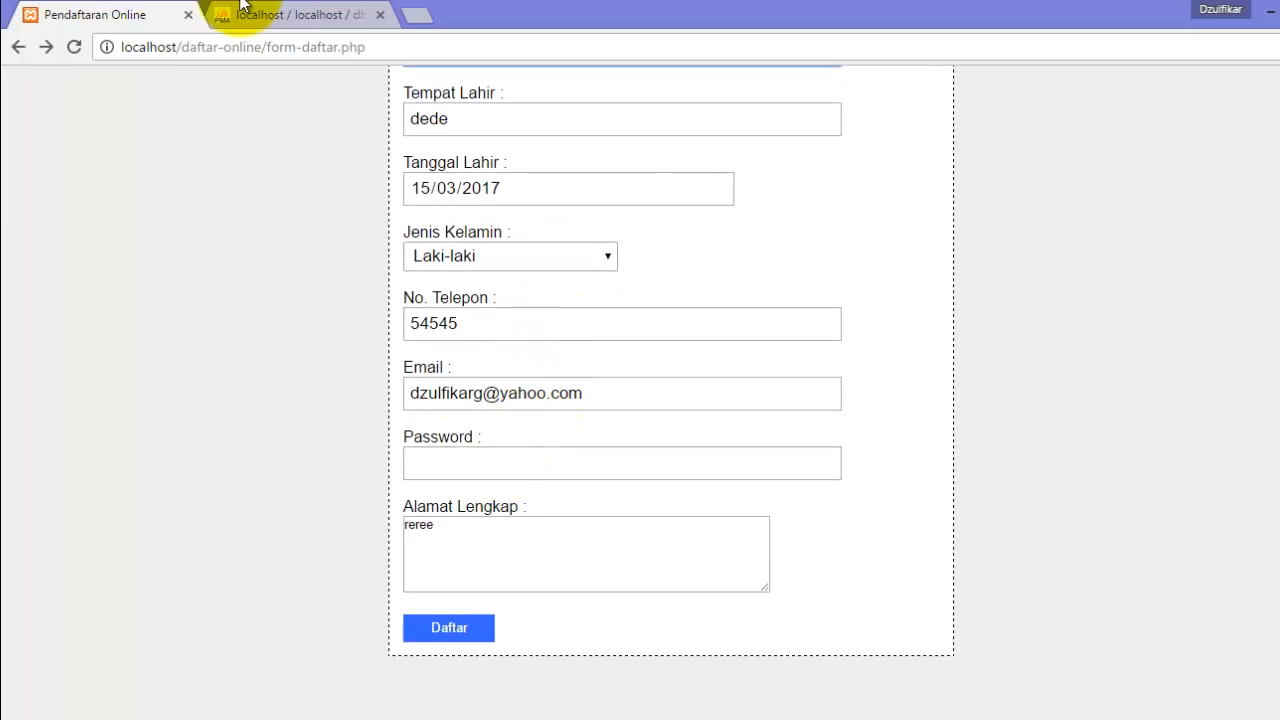 Pendaftaran Online
localhost / localhost / db
Dzulfikar
localhost/daftar-online/form-daftar.php
Tempat Lahir :
dede
Tanggal Lahir :
15/03/2017
Jenis Kelamin :
Laki-laki
No. Telepon :
54545
Email :
dzulfikarg@yahoo.com
Password :
Alamat Lengkap :
reree
Daftar